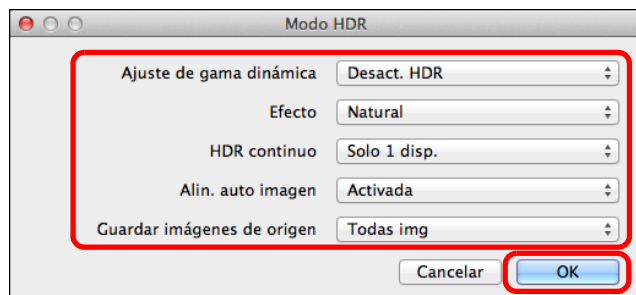 Modo HDR
Ajuste de gama dinámica Desact. HDR
Efecto Natural
HDR continuo Solo 1 disp.
Alin. auto imagen Activada
Guardar imágenes de origen Todas img
Cancelar OK